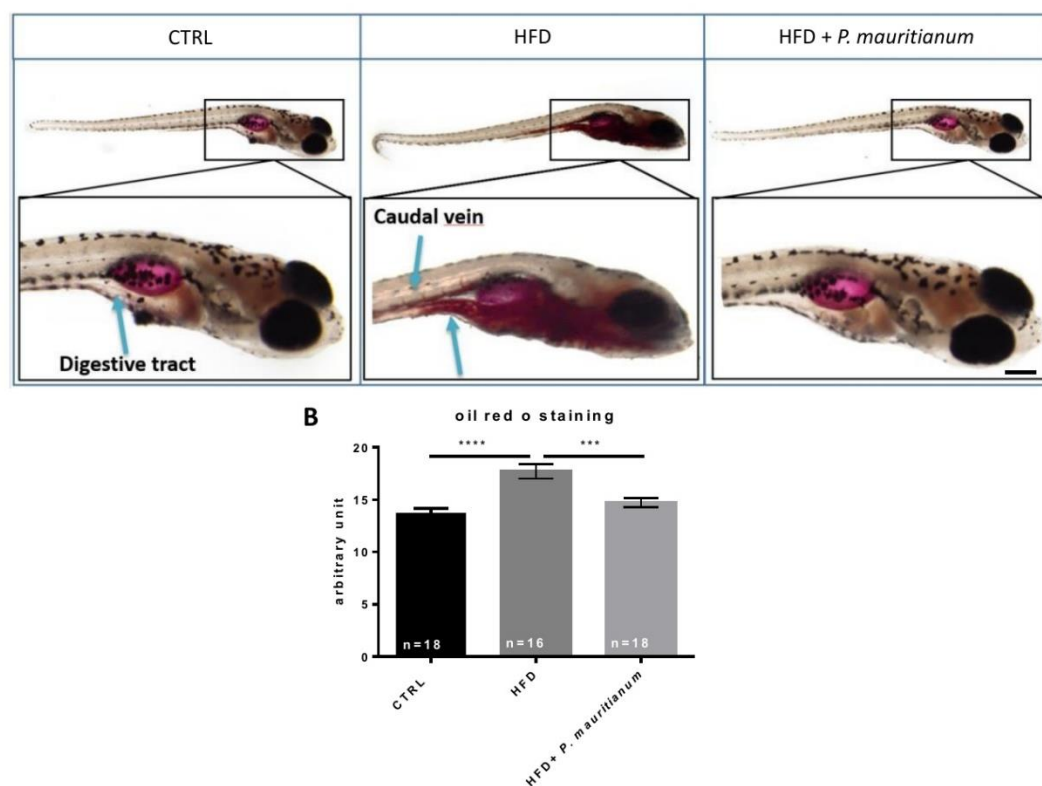 CTRL
HFD
HFD + P. mauritianum
Caudal vein
Digestive tract
B
oil red o staining
****
***
20
15
10
5
0
arbitrary unit
n=18
n=16
n=18
CTRL
HFD
HFD+ P. mauritianum